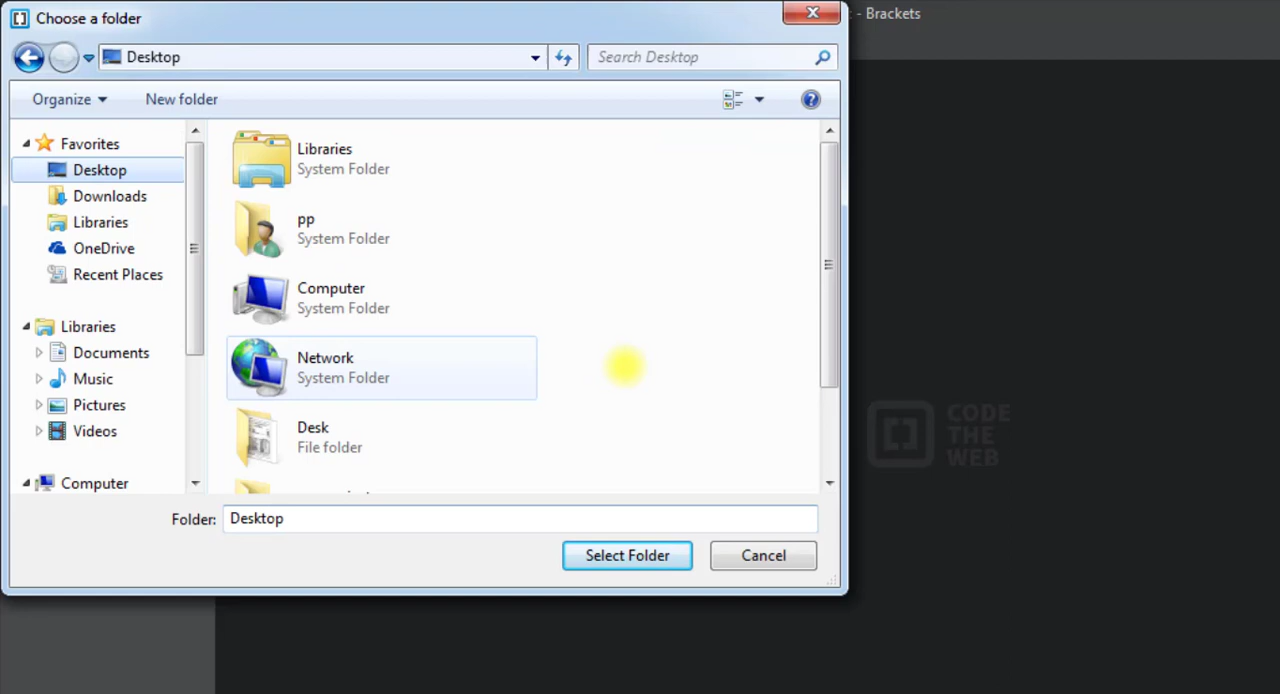 Choose a folder
- Brackets
Desktop
Search Desktop
Organize
New folder
Favorites
Desktop
Downloads
Libraries
OneDrive
Recent Places
Libraries
Documents
Music
Pictures
Videos
Computer
Libraries
System Folder
pp
System Folder
Computer
System Folder
Network
System Folder
Desk
File folder
Folder:
Desktop
Select Folder
Cancel
CODE
THE
WEB